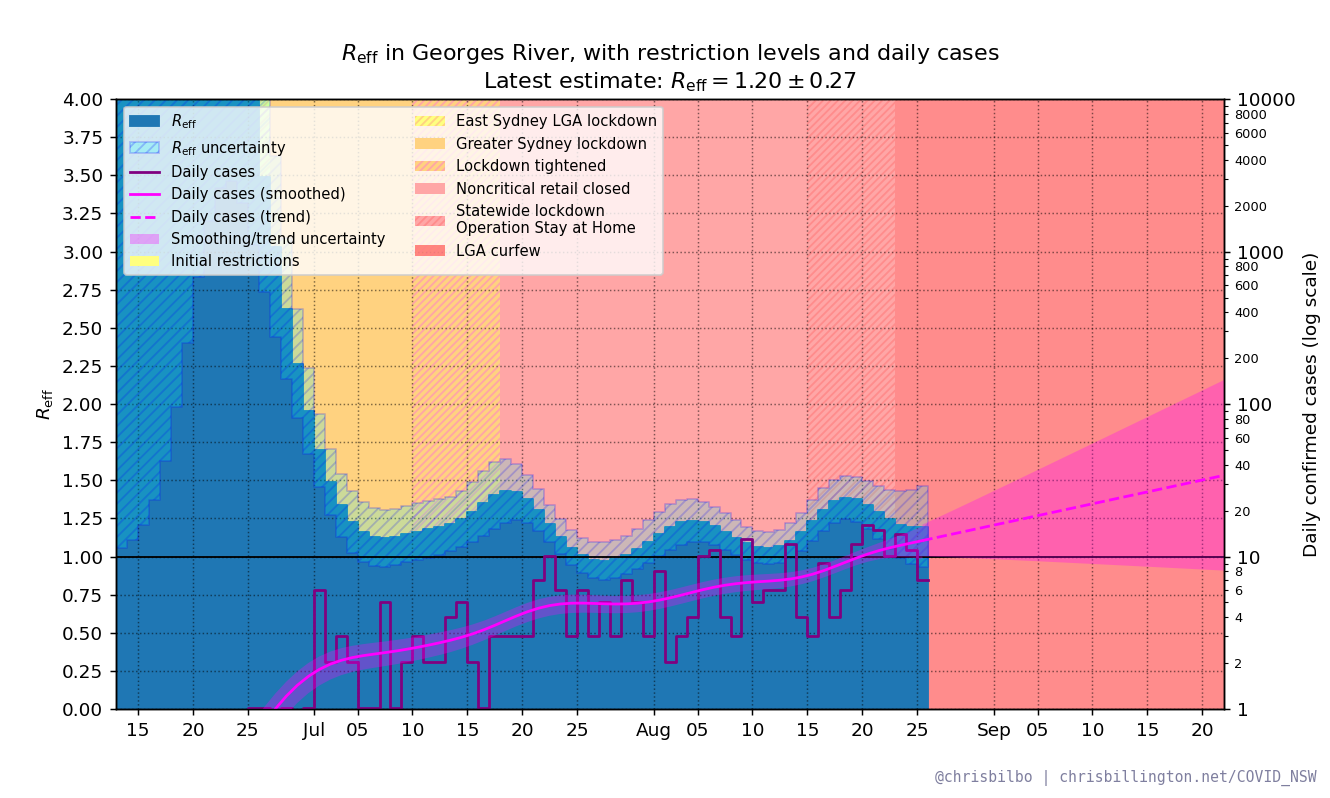 Reff in Georges River, with restriction levels and daily cases
Latest estimate: Reff = 1.20 ± 0.27
Reff
Reff uncertainty
Daily cases
Daily cases (smoothed)
Daily cases (trend)
Smoothing/trend uncertainty
Initial restrictions
East Sydney LGA lockdown
Greater Sydney lockdown
Lockdown tightened
Noncritical retail closed
Statewide lockdown
Operation Stay at Home
LGA curfew
4.00
3.75
3.50
3.25
3.00
2.75
2.50
2.25
2.00
1.75
1.50
1.25
1.00
0.75
0.50
0.25
0.00
Reff
10000
8000
6000
4000
2000
1000
800
600
400
200
100
80
60
40
20
10
8
6
4
2
1
Daily confirmed cases (log scale)
15 20 25 Jul 05 10 15 20 25 Aug 05 10 15 20 25 Sep 05 10 15 20
@chrisbilbo | chrisbillington.net/COVID_NSW